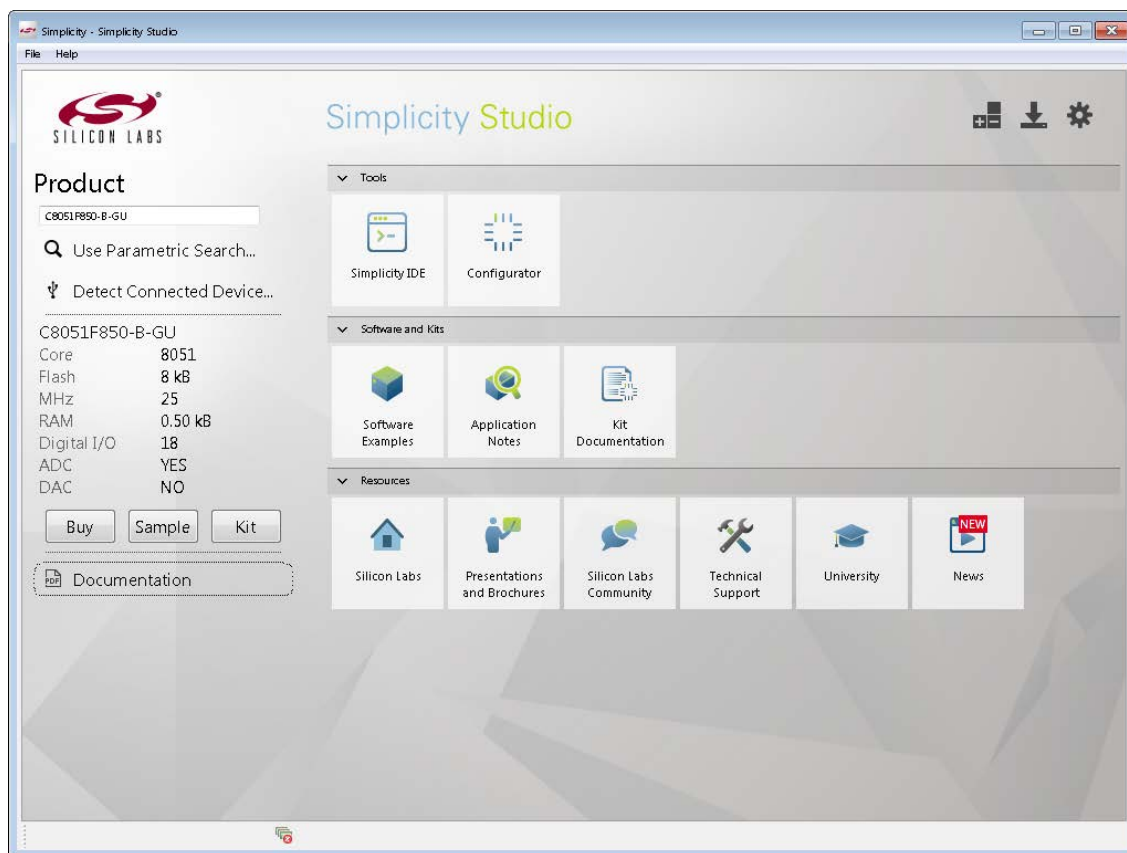 Simplicity - Simplicity Studio
File Help
SILICON LABS
Simplicity Studio
Product
C8051F850-B-GU
Use Parametric Search...
Detect Connected Device...
C8051F850-B-GU
Core 8051
Flash 8 kB
MHz 25
RAM 0.50 kB
Digital I/O 18
ADC YES
DAC NO
Buy Sample Kit
PDF Documentation
Tools
Simplicity IDE
Configurator
Software and Kits
Software
Examples
Application
Notes
Kit
Documentation
Resources
Silicon Labs
Presentations
and Brochures
Silicon Labs
Community
Technical
Support
University
NEW
News